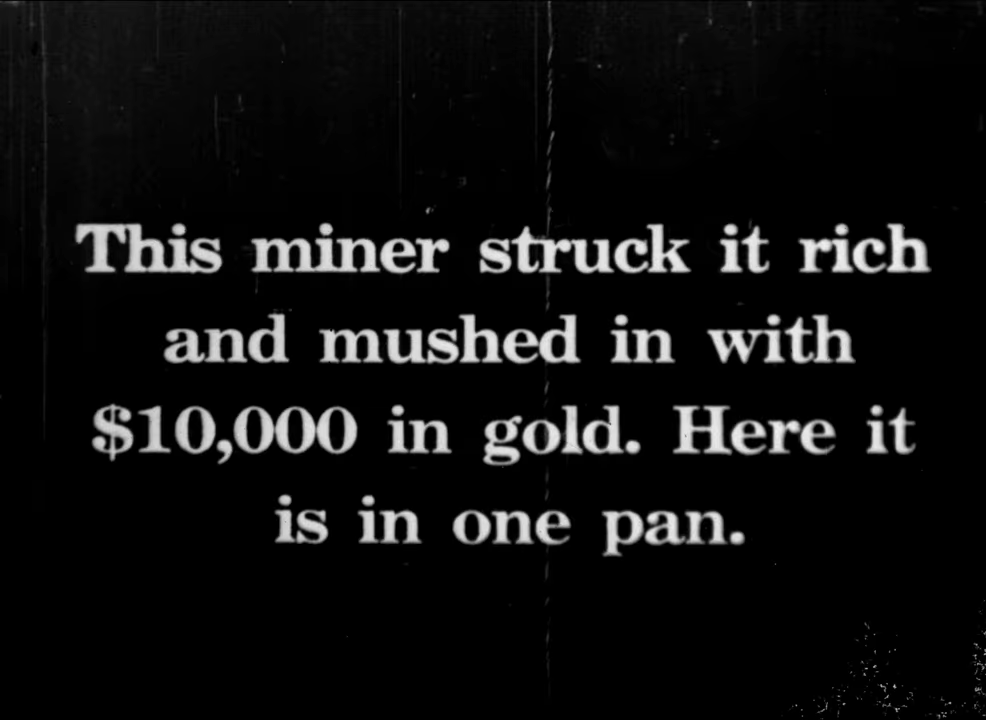 This miner struck it rich
and mushed in with
$10,000 in gold. Here it
is in one pan.